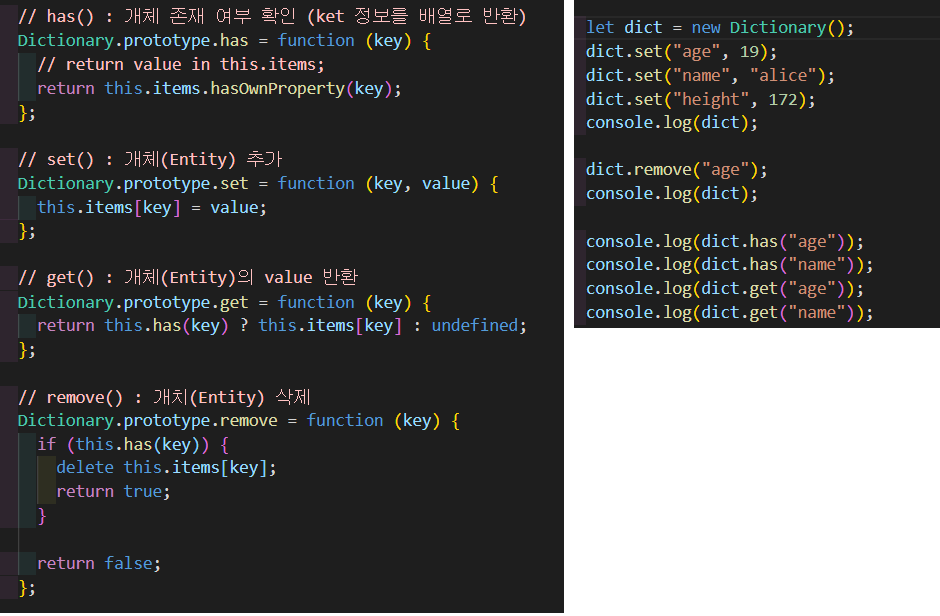 // has() : 개체 존재 여부 확인 (ket 정보를 배열로 반환)
Dictionary.prototype.has = function (key) {
  // return value in this.items;
  return this.items.hasOwnProperty(key);
};

// set() : 개체(Entity) 추가
Dictionary.prototype.set = function (key, value) {
  this.items[key] = value;
};

// get() : 개체(Entity)의 value 반환
Dictionary.prototype.get = function (key) {
  return this.has(key) ? this.items[key] : undefined;
};

// remove() : 개치(Entity) 삭제
Dictionary.prototype.remove = function (key) {
  if (this.has(key)) {
    delete this.items[key];
    return true;
  }

  return false;
};

let dict = new Dictionary();
dict.set("age", 19);
dict.set("name", "alice");
dict.set("height", 172);
console.log(dict);

dict.remove("age");
console.log(dict);

console.log(dict.has("age"));
console.log(dict.has("name"));
console.log(dict.get("age"));
console.log(dict.get("name"));